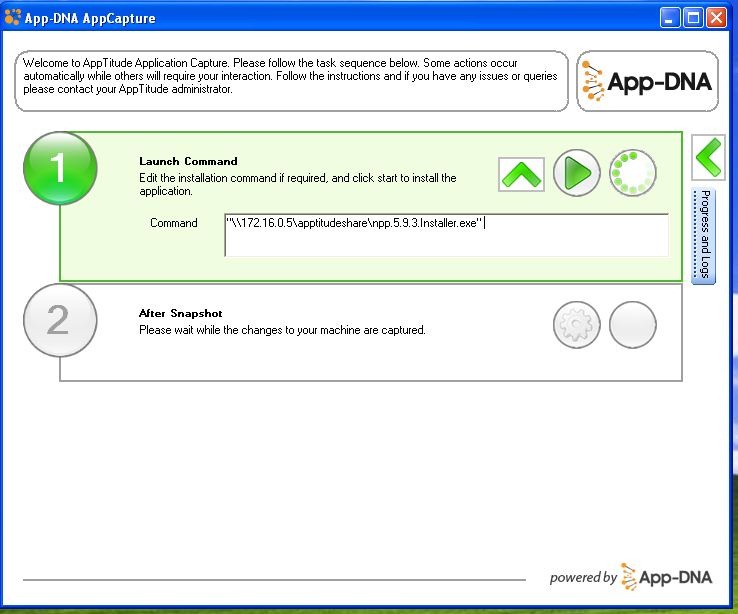 App-DNA AppCapture
Welcome to AppTitude Application Capture. Please follow the task sequence below. Some actions occur
automatically while others will require your interaction. Follow the instructions and if you have any issues or queries
please contact your AppTitude administrator.
App-DNA
1
Launch Command
Edit the installation command if required, and click start to install the
application.
Command
"\\172.16.0.5\apptitudeshare\npp.5.9.3.Installer.exe"
Progress and Logs
2
After Snapshot
Please wait while the changes to your machine are captured.
powered by App-DNA